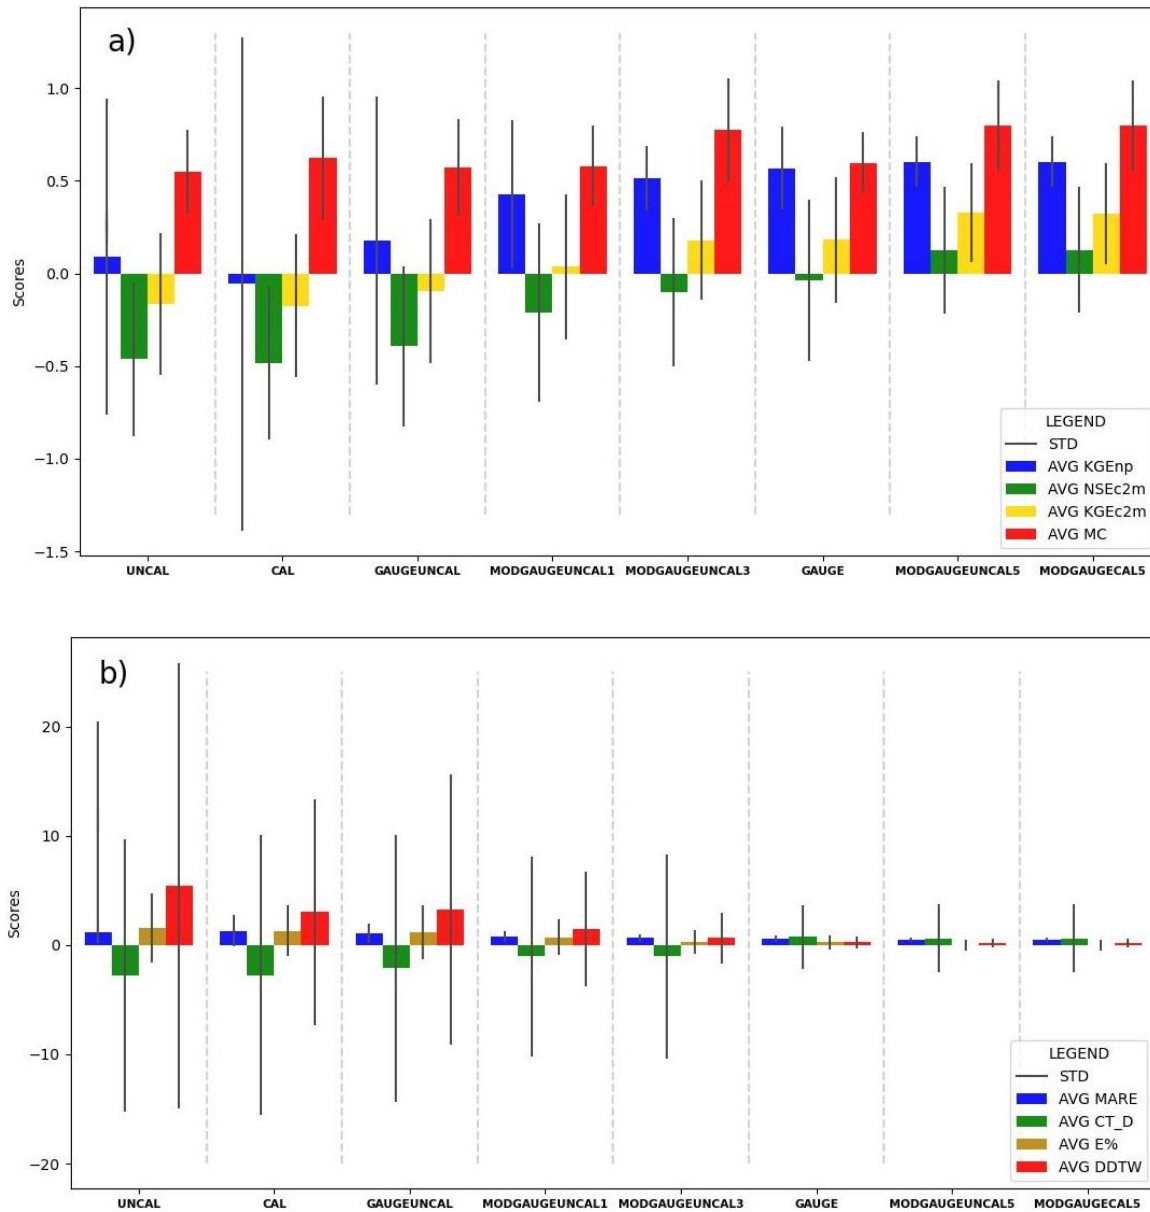 a)
1.0
0.5
0.0
−0.5
−1.0
−1.5
Scores
LEGEND
STD
AVG KGEnp
AVG NSEc2m
AVG KGEc2m
AVG MC
UNCAL
CAL
GAUGEUNCAL
MODGAUGEUNCAL1
MODGAUGEUNCAL3
GAUGE
MODGAUGEUNCAL5
MODGAUGECAL5
b)
20
10
0
−10
−20
Scores
LEGEND
STD
AVG MARE
AVG CT_D
AVG E%
AVG DDTW
UNCAL
CAL
GAUGEUNCAL
MODGAUGEUNCAL1
MODGAUGEUNCAL3
GAUGE
MODGAUGEUNCAL5
MODGAUGECAL5